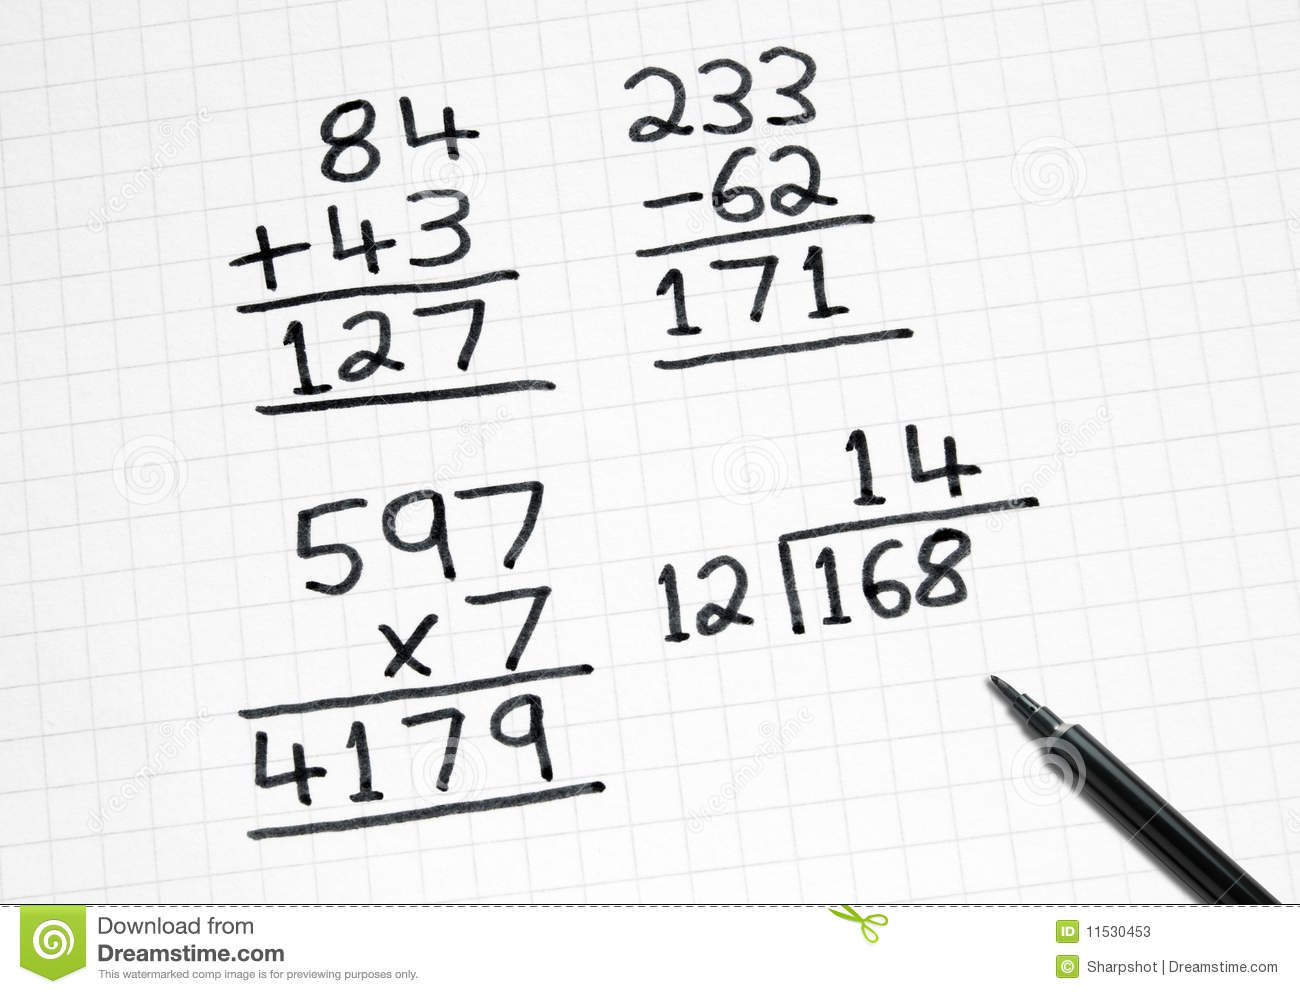 84
+43
127
233
-62
171
597
x 7
4179
14
12 168
Download from
Dreamstime.com
This watermarked comp image is for previewing purposes only.
ID 11530453
© Sharpshot | Dreamstime.com